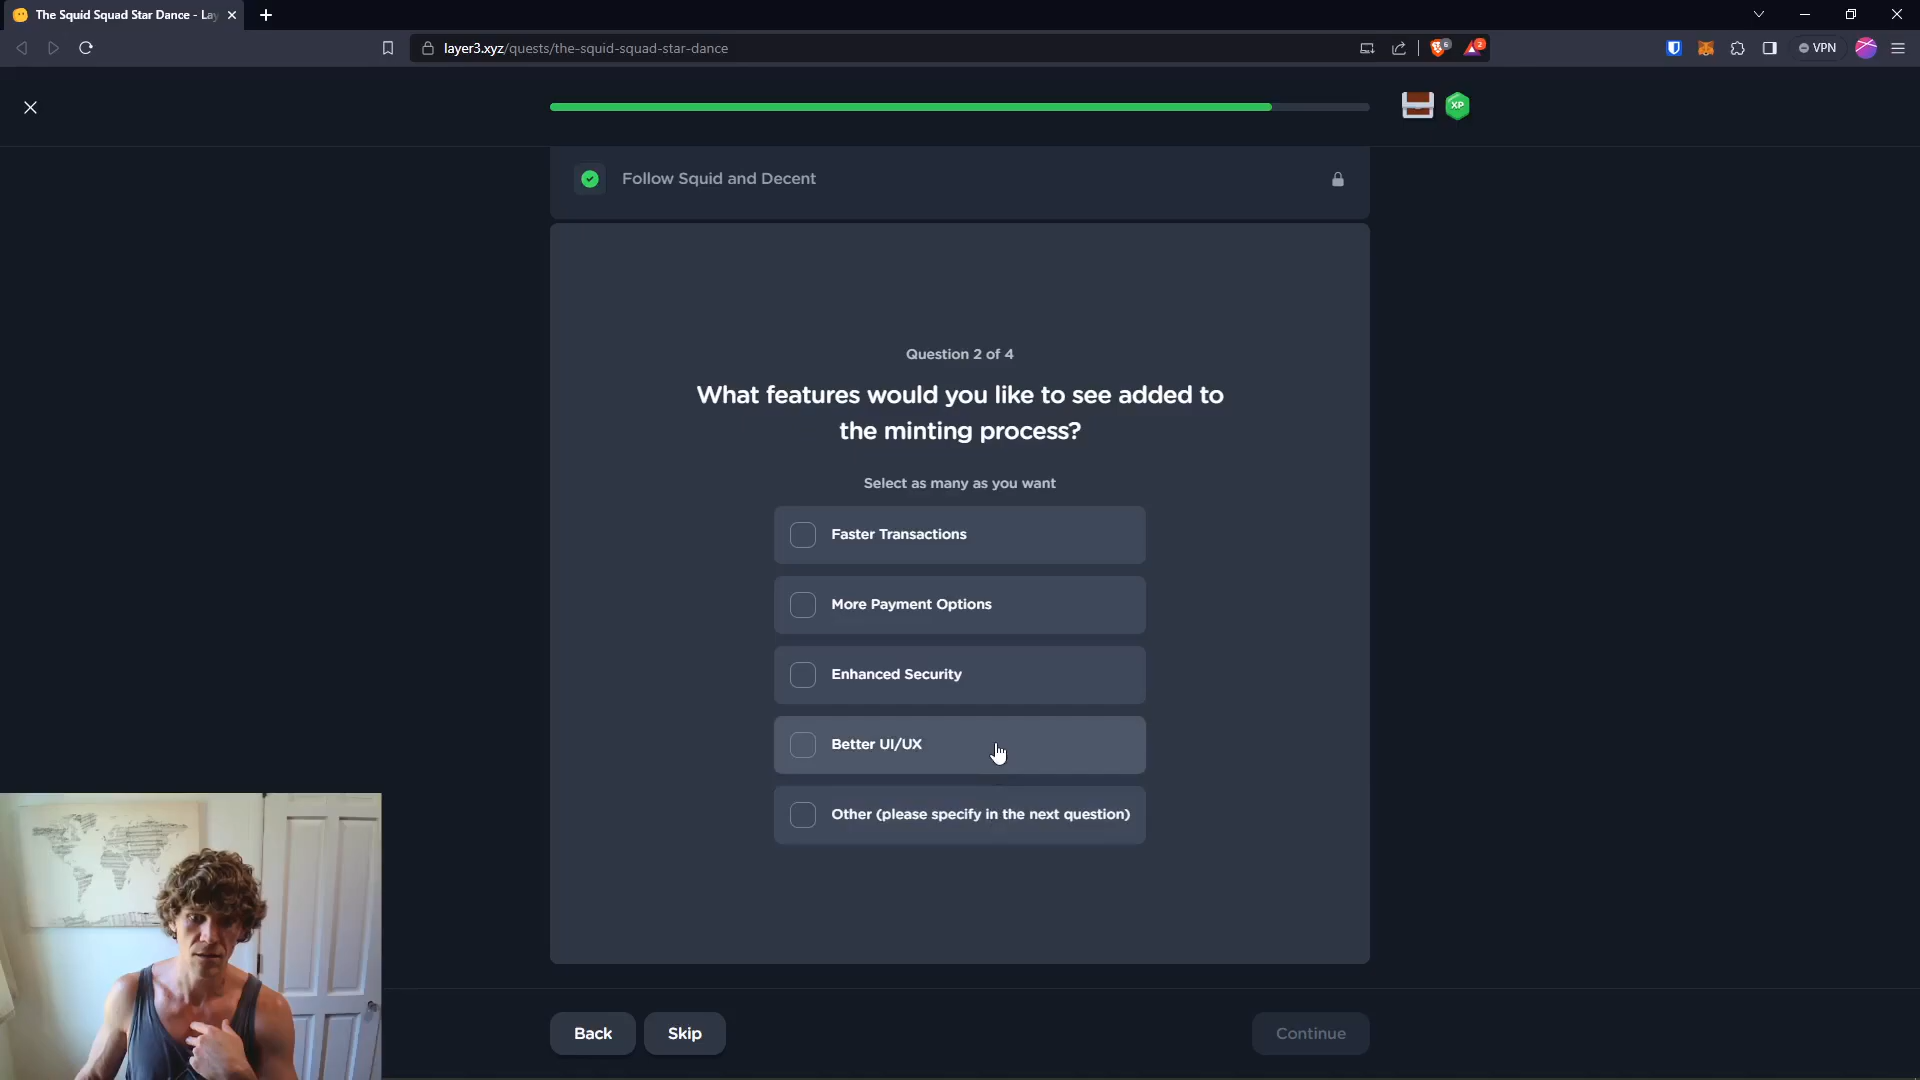 The Squid Squad Star Dance - Lay
layer3.xyz/quests/the-squid-squad-star-dance
6
2
VPN
XP
Follow Squid and Decent
Question 2 of 4
What features would you like to see added to
the minting process?
Select as many as you want
Faster Transactions
More Payment Options
Enhanced Security
Better UI/UX
Other (please specify in the next question)
Back
Skip
Continue